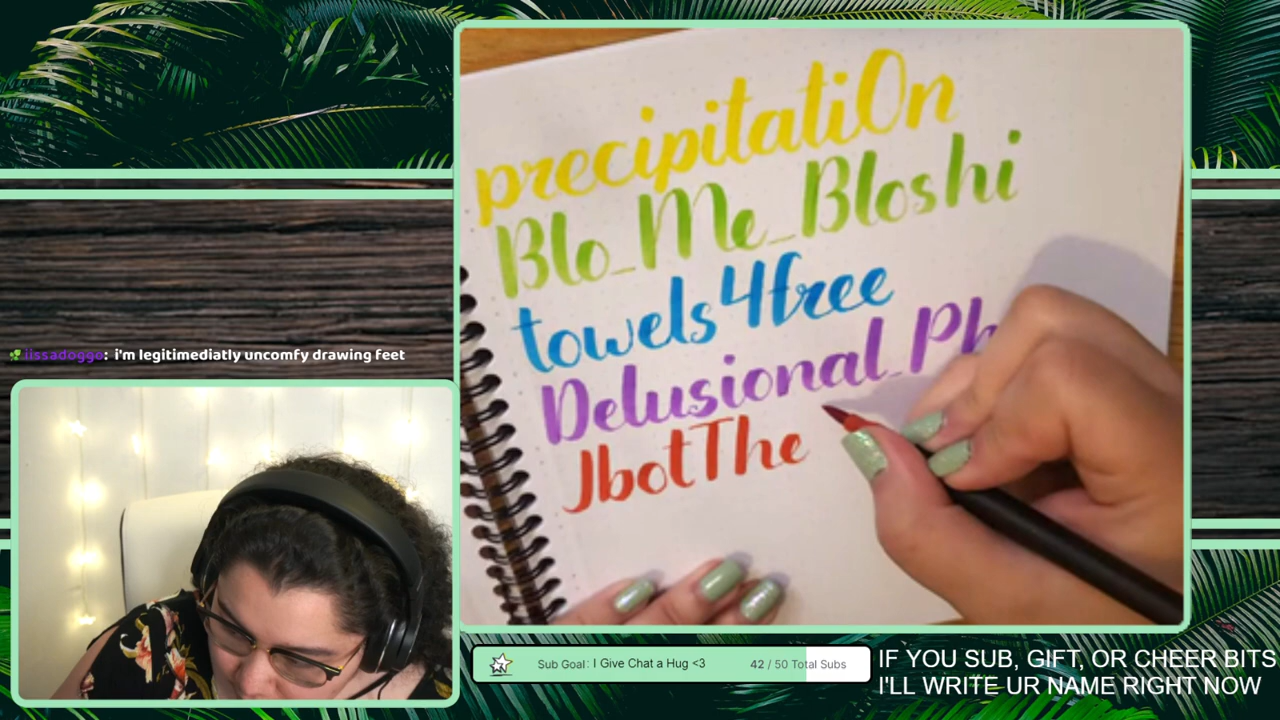 precipitatiOn
Blo_Me_Bloshi
towels4free
Delusional_Ph
JbotThe
iissadoggo: i'm legitimediatly uncomfy drawing feet
Sub Goal: I Give Chat a Hug <3 42 / 50 Total Subs
IF YOU SUB, GIFT, OR CHEER BITS
I'LL WRITE UR NAME RIGHT NOW